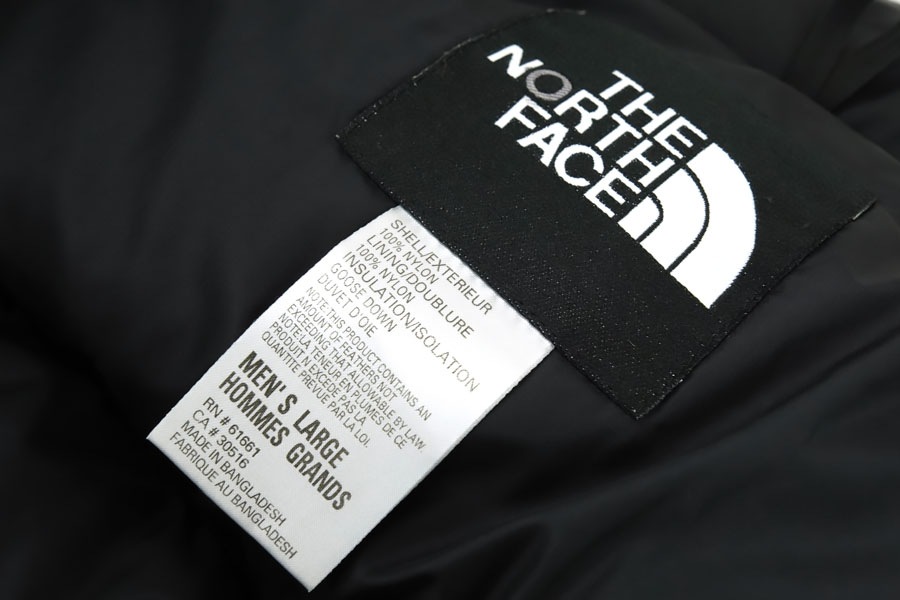 THE
NORTH
FACE
SHELL/EXTERIEUR
100% NYLON
LINING/DOUBLURE
100% NYLON
INSULATION/ISOLATION
GOOSE DOWN
DUVET D'OIE
NOTE:THIS PRODUCT CONTAINS AN
AMOUNT OF FEATHERS NOT
EXCEEDING THAT ALLOWABLE BY LAW.
NOTE:LA TENEUR EN PLUMES DE CE
PRODUIT N'EXCEDE PAS LA
QUANTITE PREVUE PAR LA LOI.
MEN'S LARGE
HOMMES GRANDS
RN # 61661
CA # 30516
MADE IN BANGLADESH
FABRIQUE AU BANGLADESH